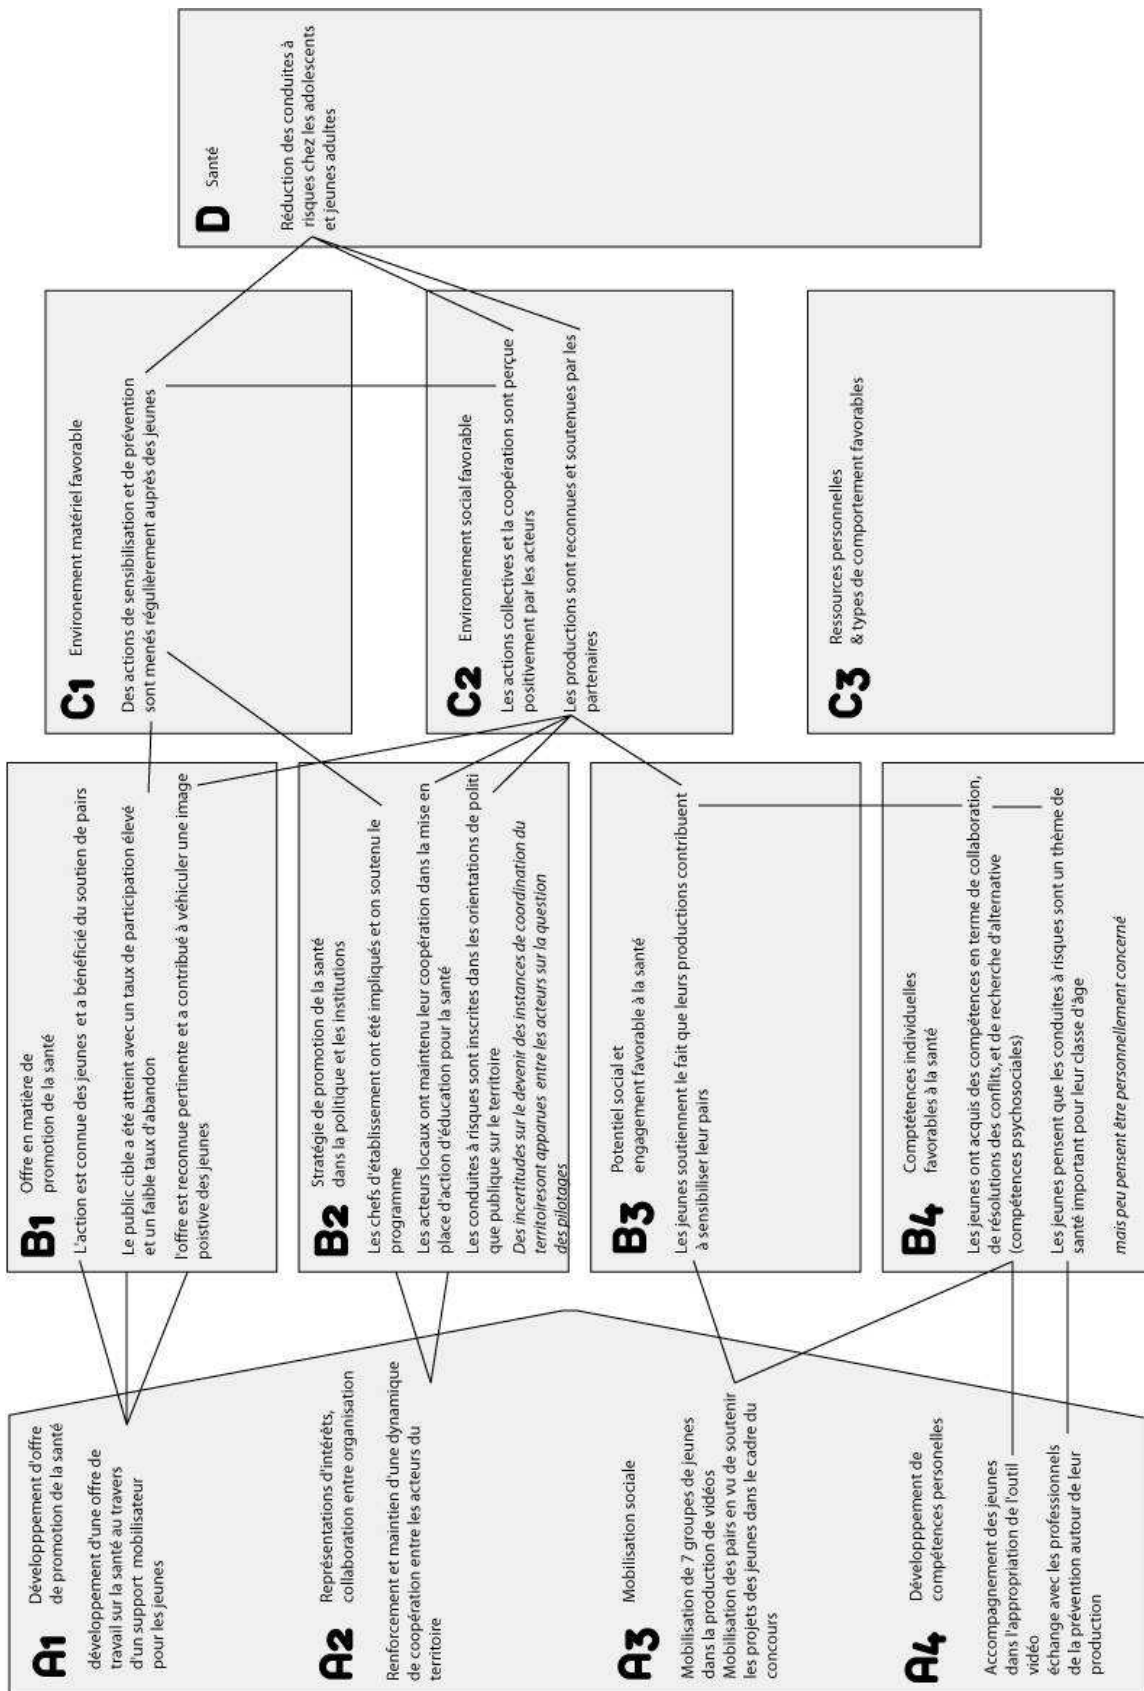 A1 Développpement d'offre
de promotion de la santé
développement d'une offre de
travail sur la santé au travers
d'un support mobilisateur
pour les jeunes
A2 Représentations d'intérêts,
collaboration entre organisation
Renforcement et maintien d'une dynamique
de coopération entre les acteurs du
territoire
A3 Mobilisation sociale
Mobilisation de 7 groupes de jeunes
dans la production de vidéos
Mobilisation des pairs en vu de soutenir
les projets des jeunes dans le cadre du
concours
A4 Développpement de
compétences personelles
Accompagnement des jeunes
dans l'appropriation de l'outil
vidéo
échange avec les professionnels
de la prévention autour de leur
production
B1 Offre en matière de
promotion de la santé
L'action est connue des jeunes et a bénéficié du soutien de pairs
Le public cible a été atteint avec un taux de participation élevé
et un faible taux d'abandon
l'offre est reconnue pertinente et a contribué à véhiculer une image
poistive des jeunes
B2 Stratégie de promotion de la santé
dans la politique et les institutions
Les chefs d'établissement ont été impliqués et on soutenu le
programme
Les acteurs locaux ont maintenu leur coopération dans la mise en
place d'action d'éducation pour la santé
Les conduites à risques sont inscrites dans les orientations de politi
que publique sur le territoire
Des incertitudes sur le devenir des instances de coordination du
territoiresont apparues entre les acteurs sur la question
des pilotages
B3 Potentiel social et
engagement favorable à la santé
Les jeunes soutiennent le fait que leurs productions contribuent
à sensibiliser leur pairs
B4 Comptétences individuelles
favorables à la santé
Les jeunes ont acquis des compétences en terme de collaboration,
de résolutions des conflits, et de recherche d'alternative
(compétences psychosociales)
Les jeunes pensent que les conduites à risques sont un thème de
santé important pour leur classe d'âge
mais peu pensent être personnellement concerné
C1 Environement matériel favorable
Des actions de sensibilisation et de prévention
sont menés régulièrement auprès des jeunes
C2 Environnement social favorable
Les actions collectives et la coopération sont perçue
positivement par les acteurs
Les productions sont reconnues et soutenues par les
partenaires
C3 Ressources personnelles
& types de comportement favorables
D Santé
Réduction des conduites à
risques chez les adolescents
et jeunes adultes